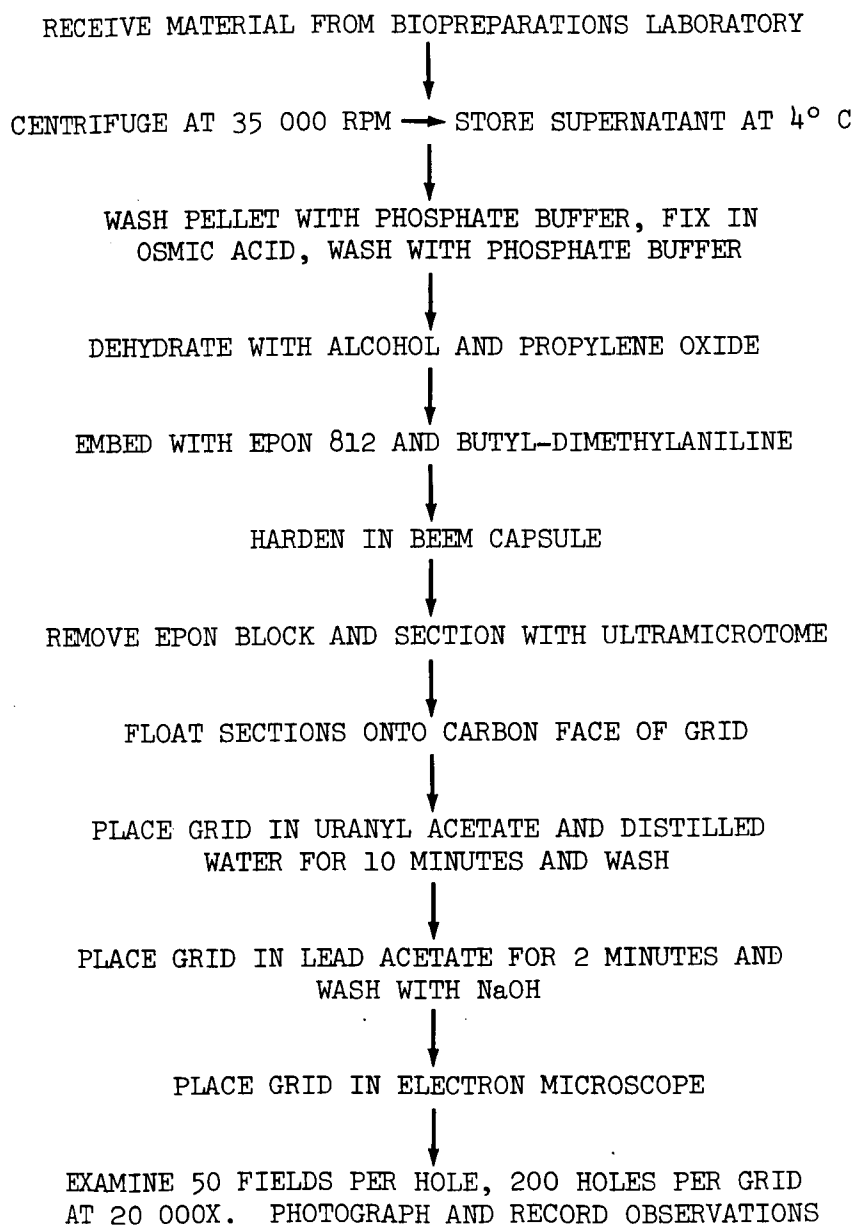 RECEIVE MATERIAL FROM BIOPREPARATIONS LABORATORY
CENTRIFUGE AT 35 000 RPM → STORE SUPERNATANT AT 4° C
WASH PELLET WITH PHOSPHATE BUFFER, FIX IN
OSMIC ACID, WASH WITH PHOSPHATE BUFFER
DEHYDRATE WITH ALCOHOL AND PROPYLENE OXIDE
EMBED WITH EPON 812 AND BUTYL-DIMETHYLANILINE
HARDEN IN BEEM CAPSULE
REMOVE EPON BLOCK AND SECTION WITH ULTRAMICROTOME
FLOAT SECTIONS ONTO CARBON FACE OF GRID
PLACE GRID IN URANYL ACETATE AND DISTILLED
WATER FOR 10 MINUTES AND WASH
PLACE GRID IN LEAD ACETATE FOR 2 MINUTES AND
WASH WITH NaOH
PLACE GRID IN ELECTRON MICROSCOPE
EXAMINE 50 FIELDS PER HOLE, 200 HOLES PER GRID
AT 20 000X. PHOTOGRAPH AND RECORD OBSERVATIONS